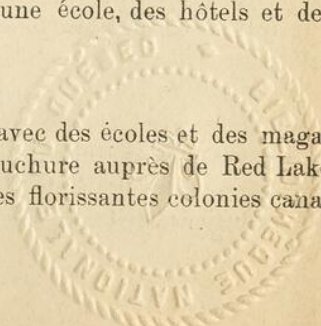 une école, des hôtels et de
avec des écoles et des maga
uchure auprès de Red Lak
es florissantes colonies cana